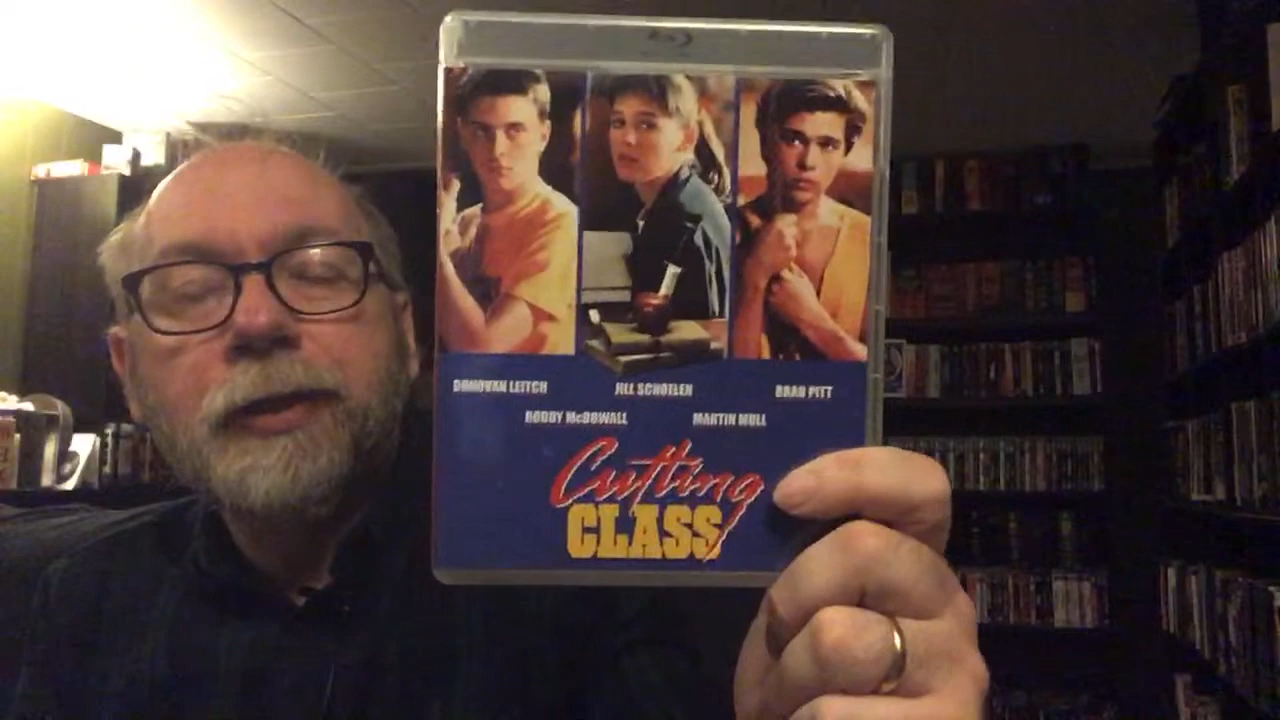 DONOVAN LEITCH JILL SCHOELEN BRAD PITT
RODDY McDOWALL MARTIN MULL
Cutting
CLASS